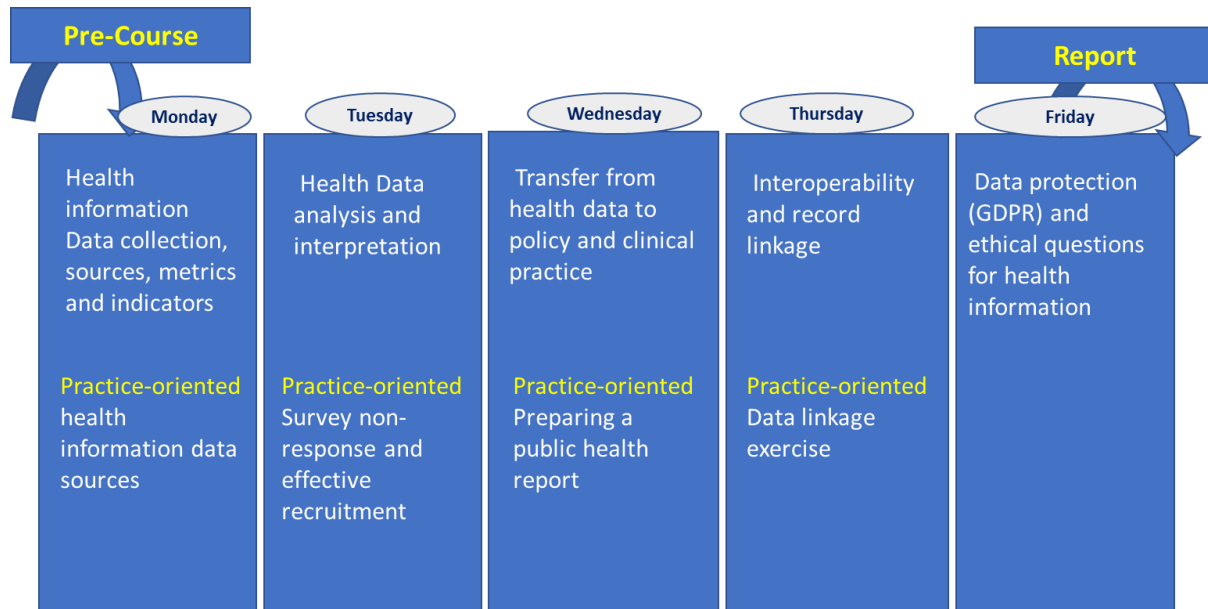 Pre-Course
Report
Monday
Health
information
Data collection,
sources, metrics
and indicators
Practice-oriented
health
information data
sources
Tuesday
Health Data
analysis and
interpretation
Practice-oriented
Survey non-
response and
effective
recruitment
Wednesday
Transfer from
health data to
policy and clinical
practice
Practice-oriented
Preparing a
public health
report
Thursday
Interoperability
and record
linkage
Practice-oriented
Data linkage
exercise
Friday
Data protection
(GDPR) and
ethical questions
for health
information